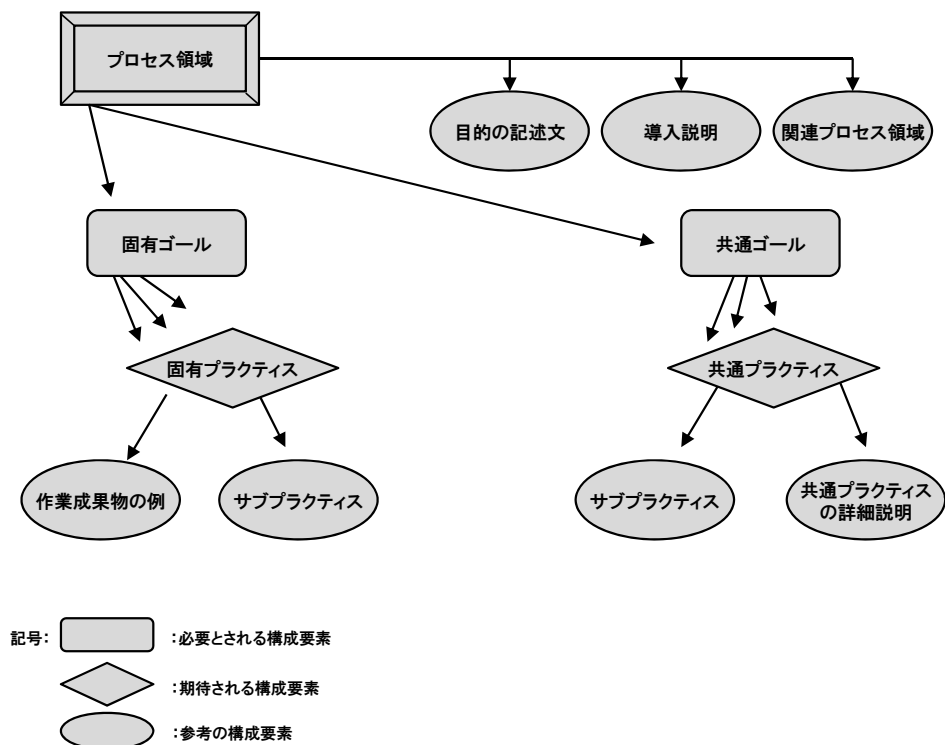 プロセス領域
目的の記述文
導入説明
関連プロセス領域
固有ゴール
共通ゴール
固有プラクティス
共通プラクティス
作業成果物の例
サブプラクティス
サブプラクティス
共通プラクティス
の詳細説明
記号:
:必要とされる構成要素
:期待される構成要素
:参考の構成要素